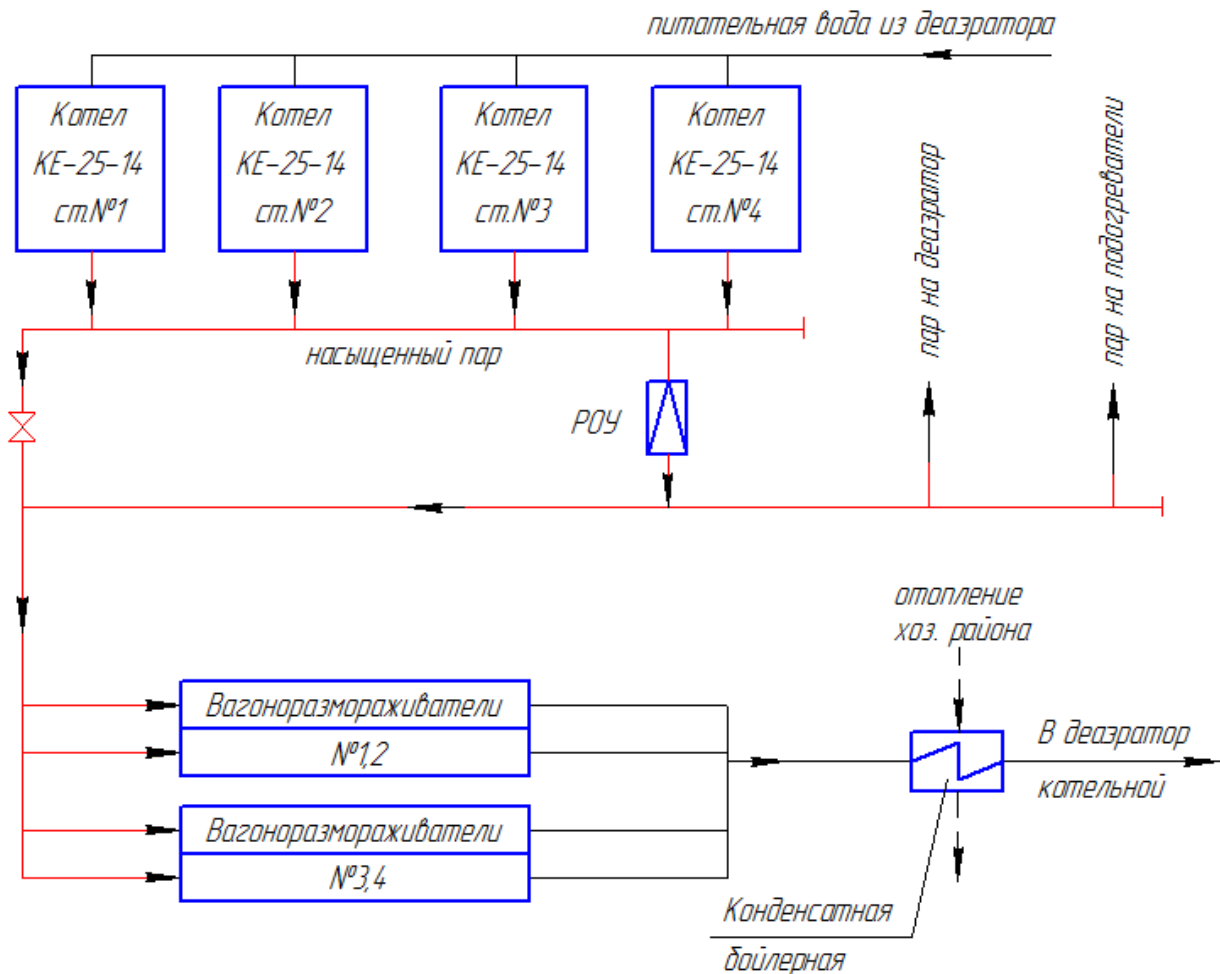 питательная вода из деаэратора
Котел
КЕ-25-14
ст.№1
Котел
КЕ-25-14
ст.№2
Котел
КЕ-25-14
ст.№3
Котел
КЕ-25-14
ст.№4
пар на деаэратор
пар на подогреватели
насыщенный пар
РОУ
отопление
хоз. района
Вагоноразмораживатели
№1,2
В деаэратор
котельной
Вагоноразмораживатели
№3,4
Конденсатная
бойлерная